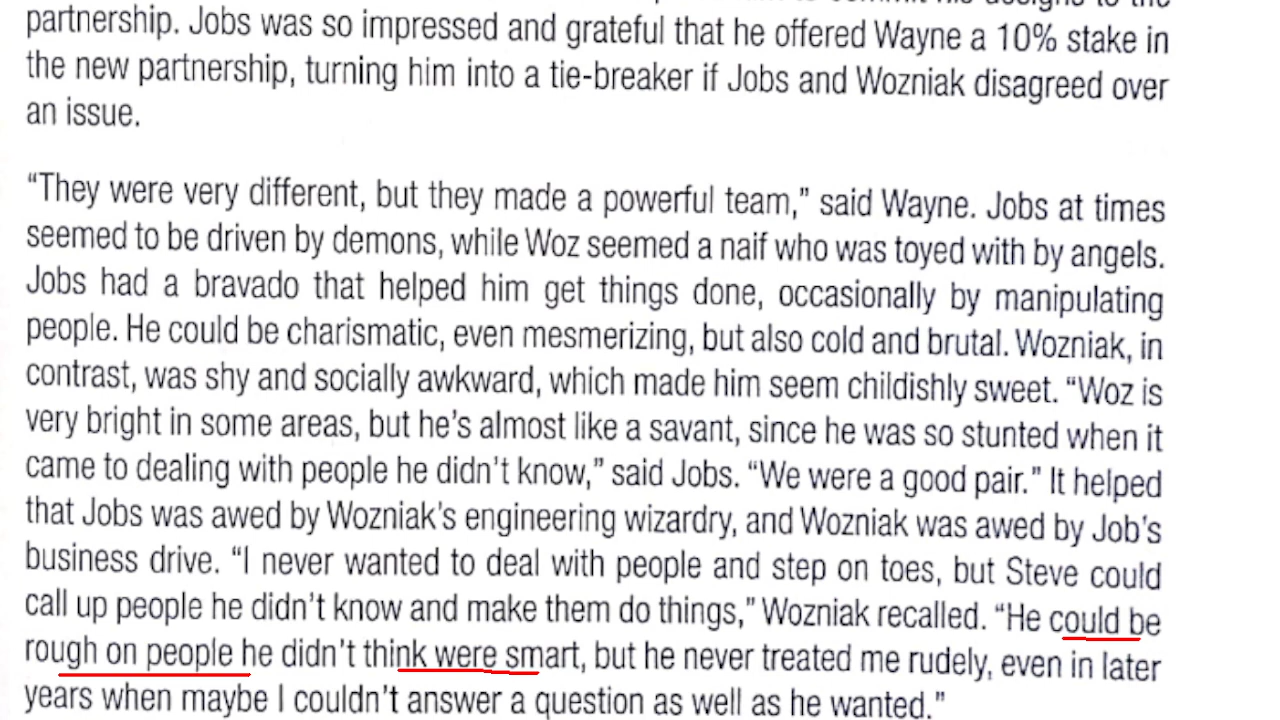 partnership. Jobs was so impressed and grateful that he offered Wayne a 10% stake in
the new partnership, turning him into a tie-breaker if Jobs and Wozniak disagreed over
an issue.
“They were very different, but they made a powerful team,” said Wayne. Jobs at times
seemed to be driven by demons, while Woz seemed a naif who was toyed with by angels.
Jobs had a bravado that helped him get things done, occasionally by manipulating
people. He could be charismatic, even mesmerizing, but also cold and brutal. Wozniak, in
contrast, was shy and socially awkward, which made him seem childishly sweet. “Woz is
very bright in some areas, but he’s almost like a savant, since he was so stunted when it
came to dealing with people he didn’t know,” said Jobs. “We were a good pair.” It helped
that Jobs was awed by Wozniak’s engineering wizardry, and Wozniak was awed by Job’s
business drive. “I never wanted to deal with people and step on toes, but Steve could
call up people he didn’t know and make them do things,” Wozniak recalled. “He could be
rough on people he didn’t think were smart, but he never treated me rudely, even in later
years when maybe I couldn’t answer a question as well as he wanted.”